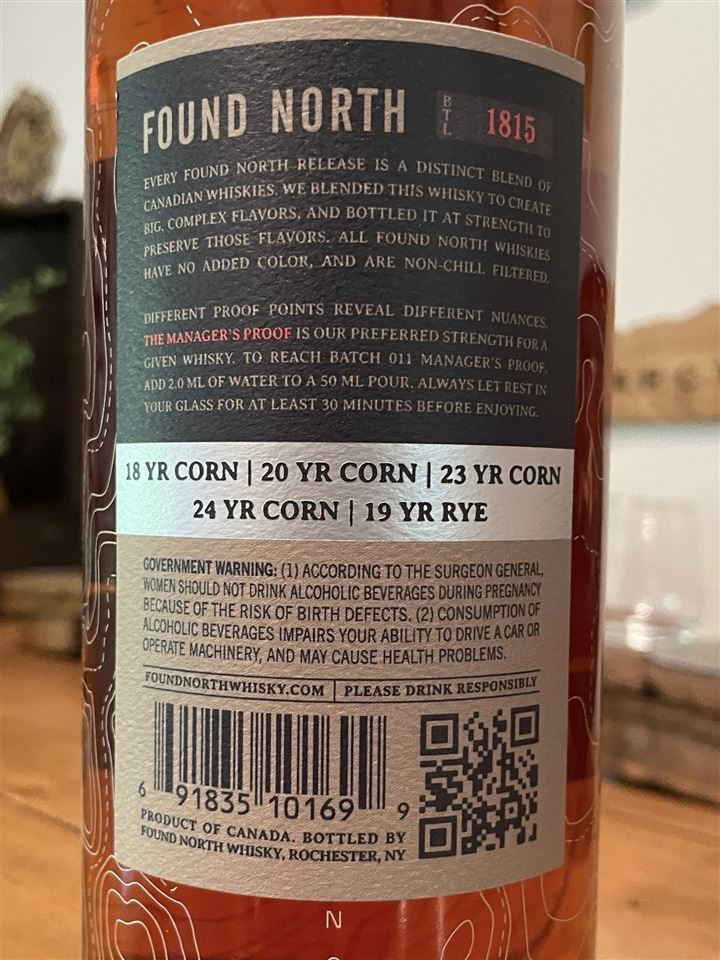 FOUND NORTH
BTL 1815
EVERY FOUND NORTH RELEASE IS A DISTINCT BLEND OF
CANADIAN WHISKIES. WE BLENDED THIS WHISKY TO CREATE
BIG, COMPLEX FLAVORS, AND BOTTLED IT AT STRENGTH TO
PRESERVE THOSE FLAVORS. ALL FOUND NORTH WHISKIES
HAVE NO ADDED COLOR, AND ARE NON-CHILL FILTERED.
DIFFERENT PROOF POINTS REVEAL DIFFERENT NUANCES.
THE MANAGER'S PROOF IS OUR PREFERRED STRENGTH FOR A
GIVEN WHISKY. TO REACH BATCH 011 MANAGER'S PROOF,
ADD 2.0 ML OF WATER TO A 50 ML POUR. ALWAYS LET REST IN
YOUR GLASS FOR AT LEAST 30 MINUTES BEFORE ENJOYING.
18 YR CORN | 20 YR CORN | 23 YR CORN
24 YR CORN | 19 YR RYE
GOVERNMENT WARNING: (1) ACCORDING TO THE SURGEON GENERAL,
WOMEN SHOULD NOT DRINK ALCOHOLIC BEVERAGES DURING PREGNANCY
BECAUSE OF THE RISK OF BIRTH DEFECTS. (2) CONSUMPTION OF
ALCOHOLIC BEVERAGES IMPAIRS YOUR ABILITY TO DRIVE A CAR OR
OPERATE MACHINERY, AND MAY CAUSE HEALTH PROBLEMS.
FOUNDNORTHWHISKY.COM | PLEASE DRINK RESPONSIBLY
6 91835 10169 9
PRODUCT OF CANADA. BOTTLED BY
FOUND NORTH WHISKY, ROCHESTER, NY
N